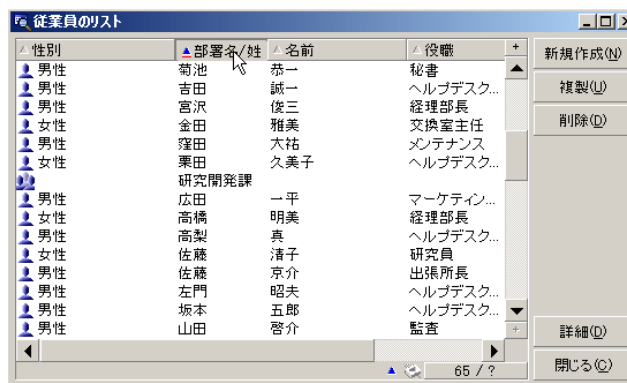 従業員のリスト
性別 部署名/姓 名前 役職 +
男性 菊池 恭一 秘書
男性 吉田 誠一 ヘルプデスク...
男性 宮沢 俊三 経理部長
女性 金田 雅美 交換室主任
男性 窪田 大祐 メンテナンス
女性 栗田 久美子 ヘルプデスク...
研究開発課
男性 広田 一平 マーケティン...
女性 高橋 明美 経理部長
男性 高梨 真 ヘルプデスク...
女性 佐藤 清子 研究員
男性 佐藤 京介 出張所長
男性 左門 昭夫 ヘルプデスク...
男性 坂本 五郎 ヘルプデスク...
男性 山田 啓介 監査
65 / ?
新規作成(N)
複製(U)
削除(D)
詳細(D)
閉じる(C)